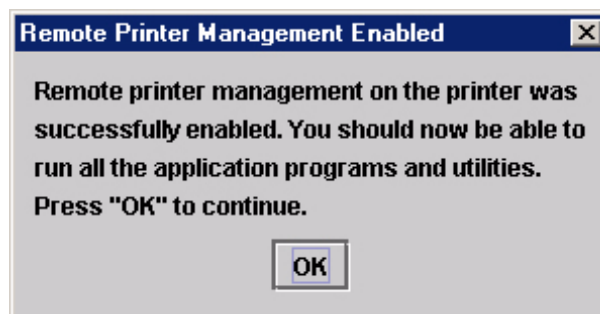 Remote Printer Management Enabled
Remote printer management on the printer was
successfully enabled. You should now be able to
run all the application programs and utilities.
Press "OK" to continue.
OK